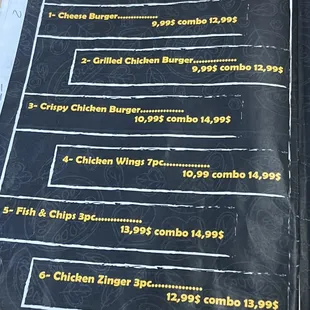 1- Cheese Burger...............
9,99$ combo 12,99$
2- Grilled Chicken Burger...............
9,99$ combo 12,99$
3- Crispy Chicken Burger...............
10,99$ combo 14,99$
4- Chicken Wings 7pc................
10,99 combo 14,99$
5- Fish & Chips 3pc................
13,99$ combo 14,99$
6- Chicken Zinger 3pc................
12,99$ combo 13,99$